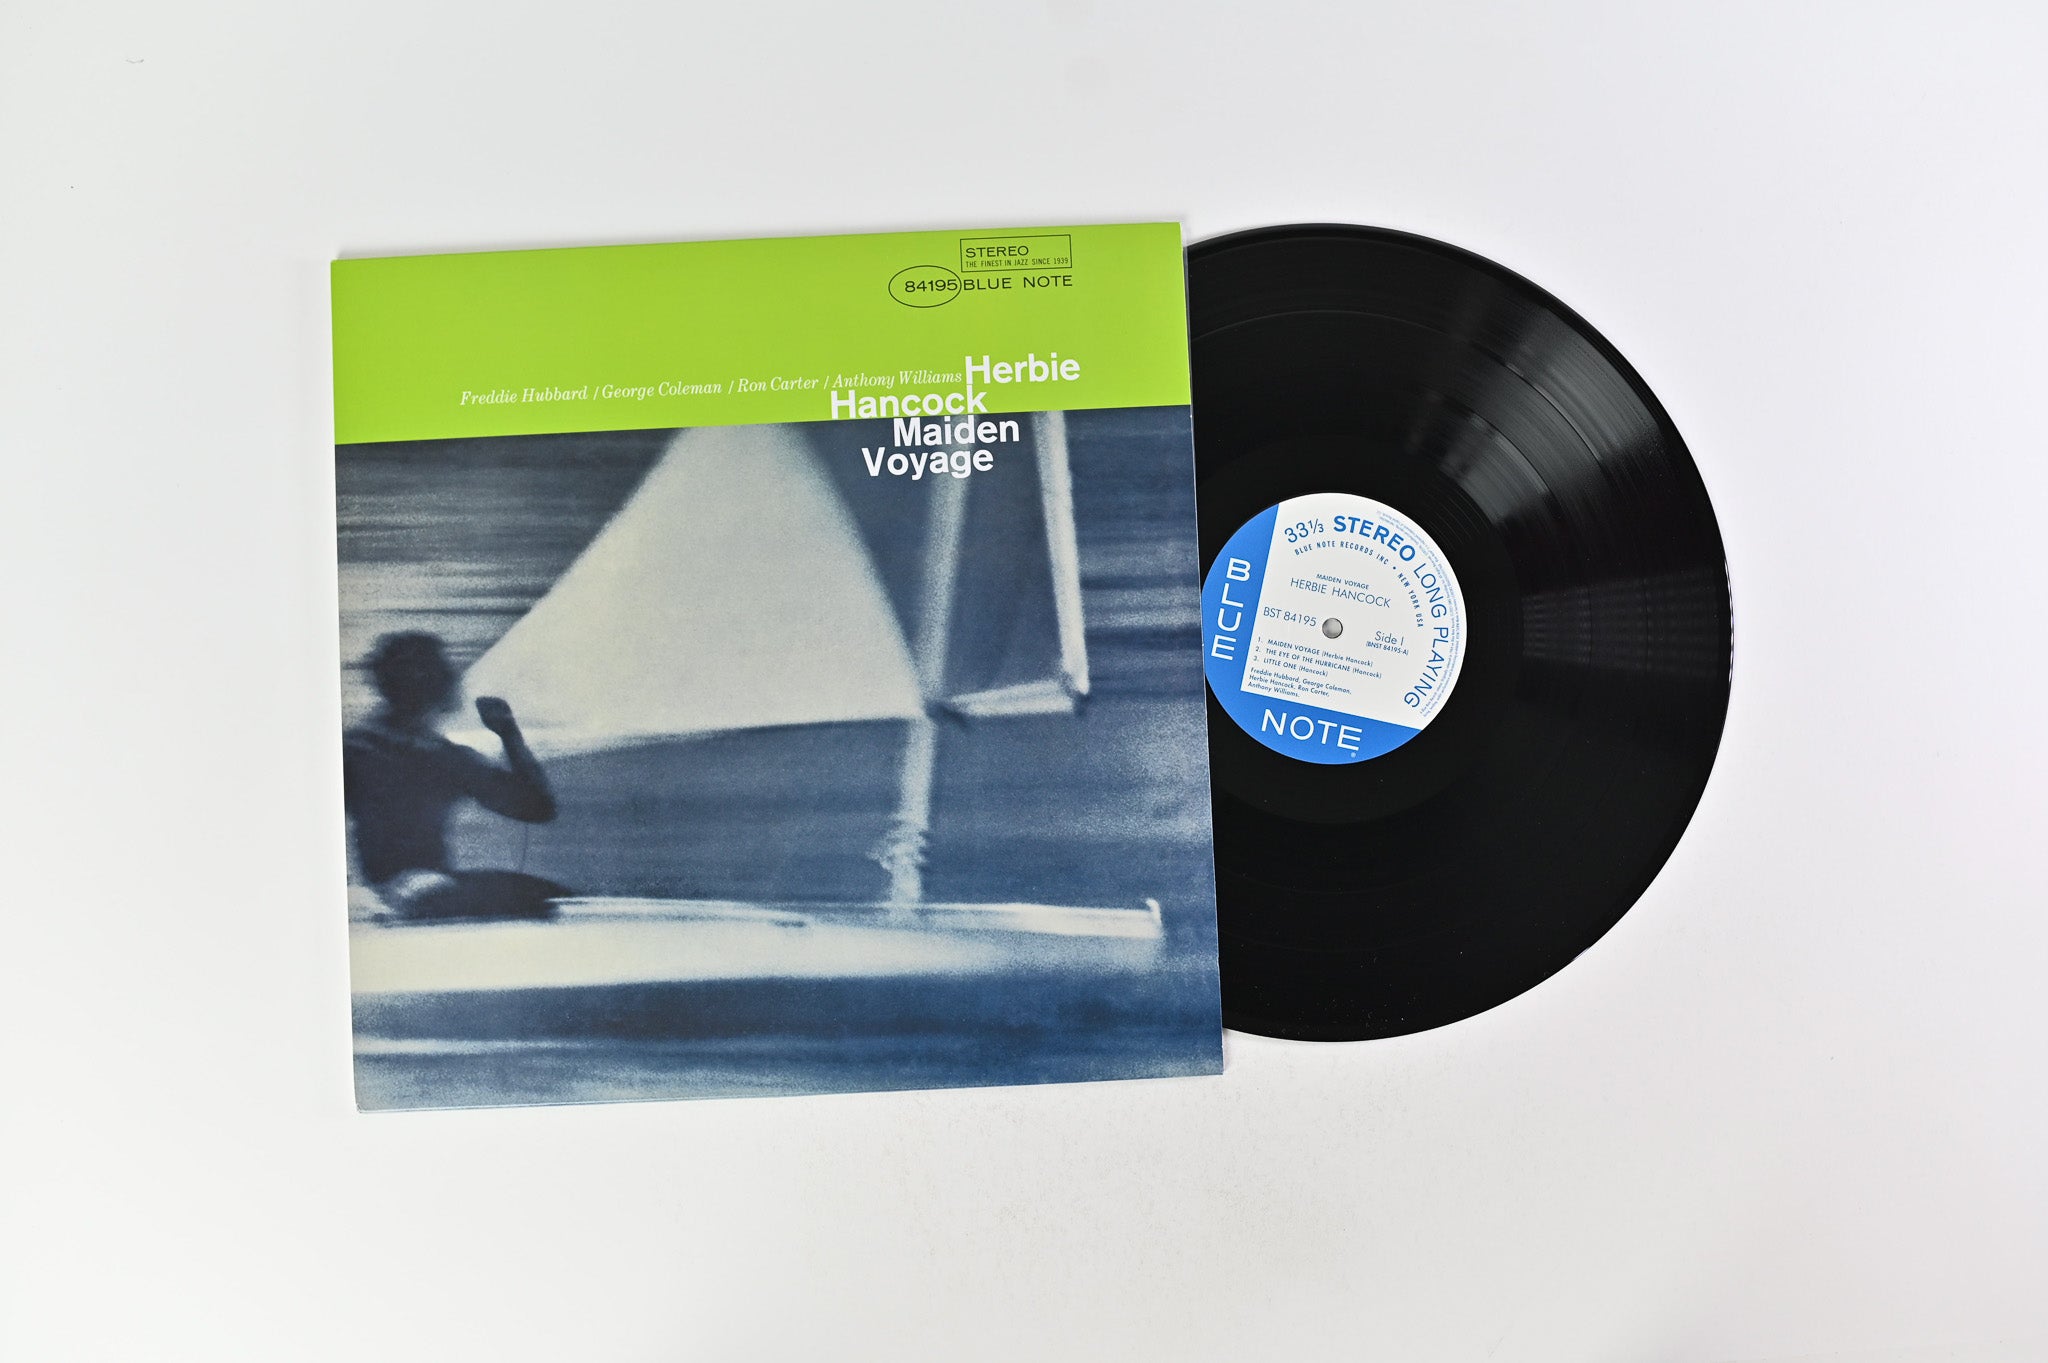 STEREO
THE FINEST IN JAZZ SINCE 1939
84195 BLUE NOTE
Freddie Hubbard / George Coleman / Ron Carter / Anthony Williams Herbie
Hancock
Maiden
Voyage
33 1/3 STEREO LONG PLAYING
BLUE NOTE RECORDS INC • NEW YORK USA
MAIDEN VOYAGE
HERBIE HANCOCK
BST 84195
Side I
(BNST 84195-A)
1. MAIDEN VOYAGE (Herbie Hancock)
2. THE EYE OF THE HURRICANE (Hancock)
3. LITTLE ONE (Hancock)
Freddie Hubbard, George Coleman,
Herbie Hancock, Ron Carter,
Anthony Williams.
BLUE
NOTE
®